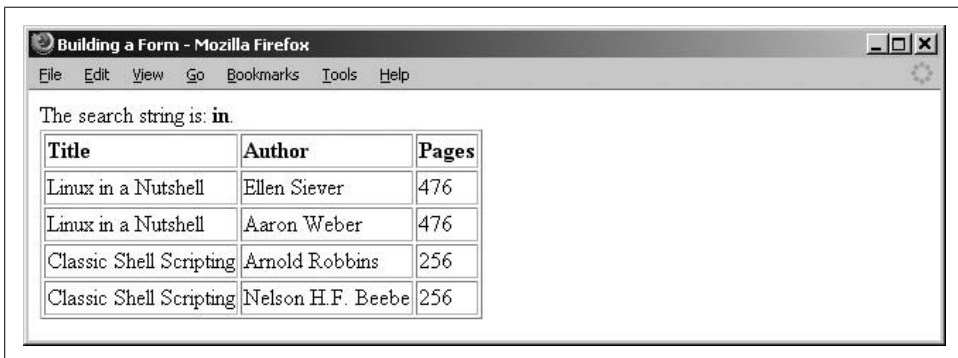 Building a Form - Mozilla Firefox
File Edit View Go Bookmarks Tools Help
The search string is: in.
Title Author Pages
Linux in a Nutshell Ellen Siever 476
Linux in a Nutshell Aaron Weber 476
Classic Shell Scripting Arnold Robbins 256
Classic Shell Scripting Nelson H.F. Beebe 256